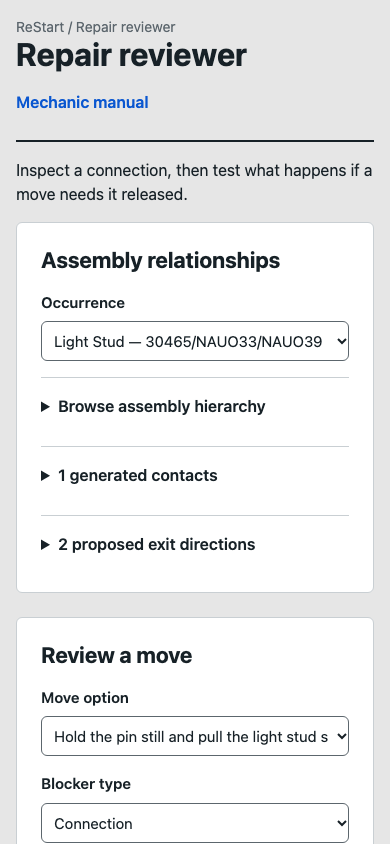 ReStart / Repair reviewer
Repair reviewer
Mechanic manual
Inspect a connection, then test what happens if a
move needs it released.
Assembly relationships
Occurrence
Light Stud — 30465/NAUO33/NAUO39
Browse assembly hierarchy
1 generated contacts
2 proposed exit directions
Review a move
Move option
Hold the pin still and pull the light stud s
Blocker type
Connection